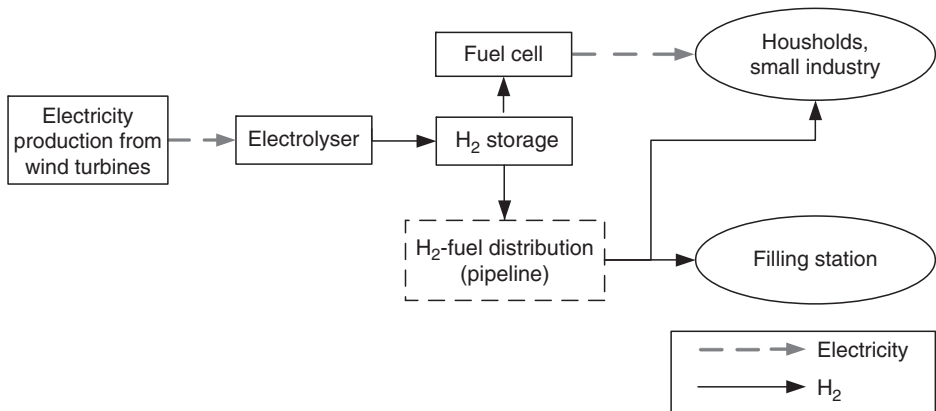 Fuel cell
Housholds,
small industry
Electricity
production from
wind turbines
Electrolyser
H₂ storage
H₂-fuel distribution
(pipeline)
Filling station
Electricity
H₂